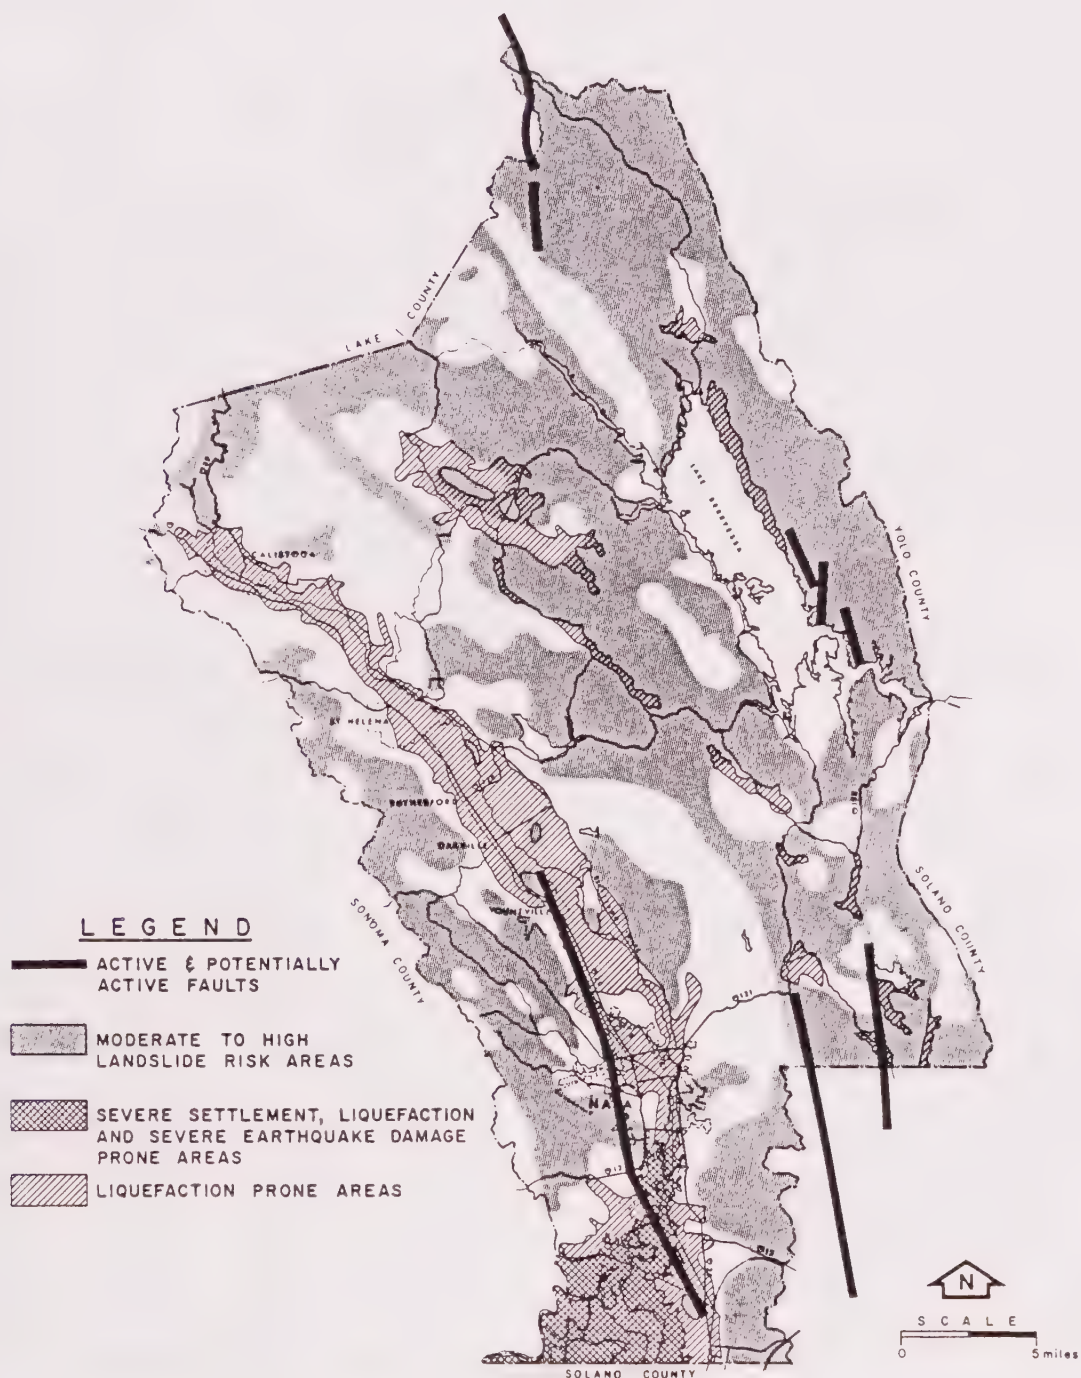 LAKE COUNTY
CALISTOGA
LAKE BERRYESSA
YOLO COUNTY
ST HELENA
RUTHERFORD
OAKVILLE
YOUNTVILLE
SONOMA COUNTY
SOLANO COUNTY
LEGEND
ACTIVE & POTENTIALLY
ACTIVE FAULTS
MODERATE TO HIGH
LANDSLIDE RISK AREAS
SEVERE SETTLEMENT, LIQUEFACTION
AND SEVERE EARTHQUAKE DAMAGE
PRONE AREAS
LIQUEFACTION PRONE AREAS
121
NAPA
N
SCALE
0 5 miles
SOLANO COUNTY